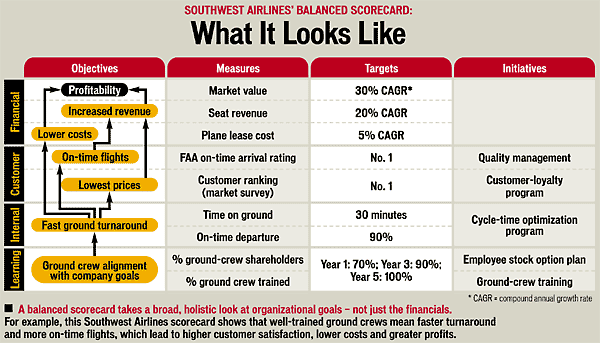 SOUTHWEST AIRLINES' BALANCED SCORECARD:
What It Looks Like
Objectives
Measures
Targets
Initiatives
Financial
Profitability
Increased revenue
Lower costs
Market value
30% CAGR*
Seat revenue
20% CAGR
Plane lease cost
5% CAGR
Customer
On-time flights
Lowest prices
FAA on-time arrival rating
No. 1
Quality management
Customer ranking
(market survey)
No. 1
Customer-loyalty
program
Internal
Fast ground turnaround
Time on ground
30 minutes
On-time departure
90%
Cycle-time optimization
program
Learning
Ground crew alignment
with company goals
% ground-crew shareholders
% ground crew trained
Year 1: 70%; Year 3: 90%;
Year 5: 100%
Employee stock option plan
Ground-crew training
* CAGR = compound annual growth rate
A balanced scorecard takes a broad, holistic look at organizational goals – not just the financials.
For example, this Southwest Airlines scorecard shows that well-trained ground crews mean faster turnaround
and more on-time flights, which lead to higher customer satisfaction, lower costs and greater profits.